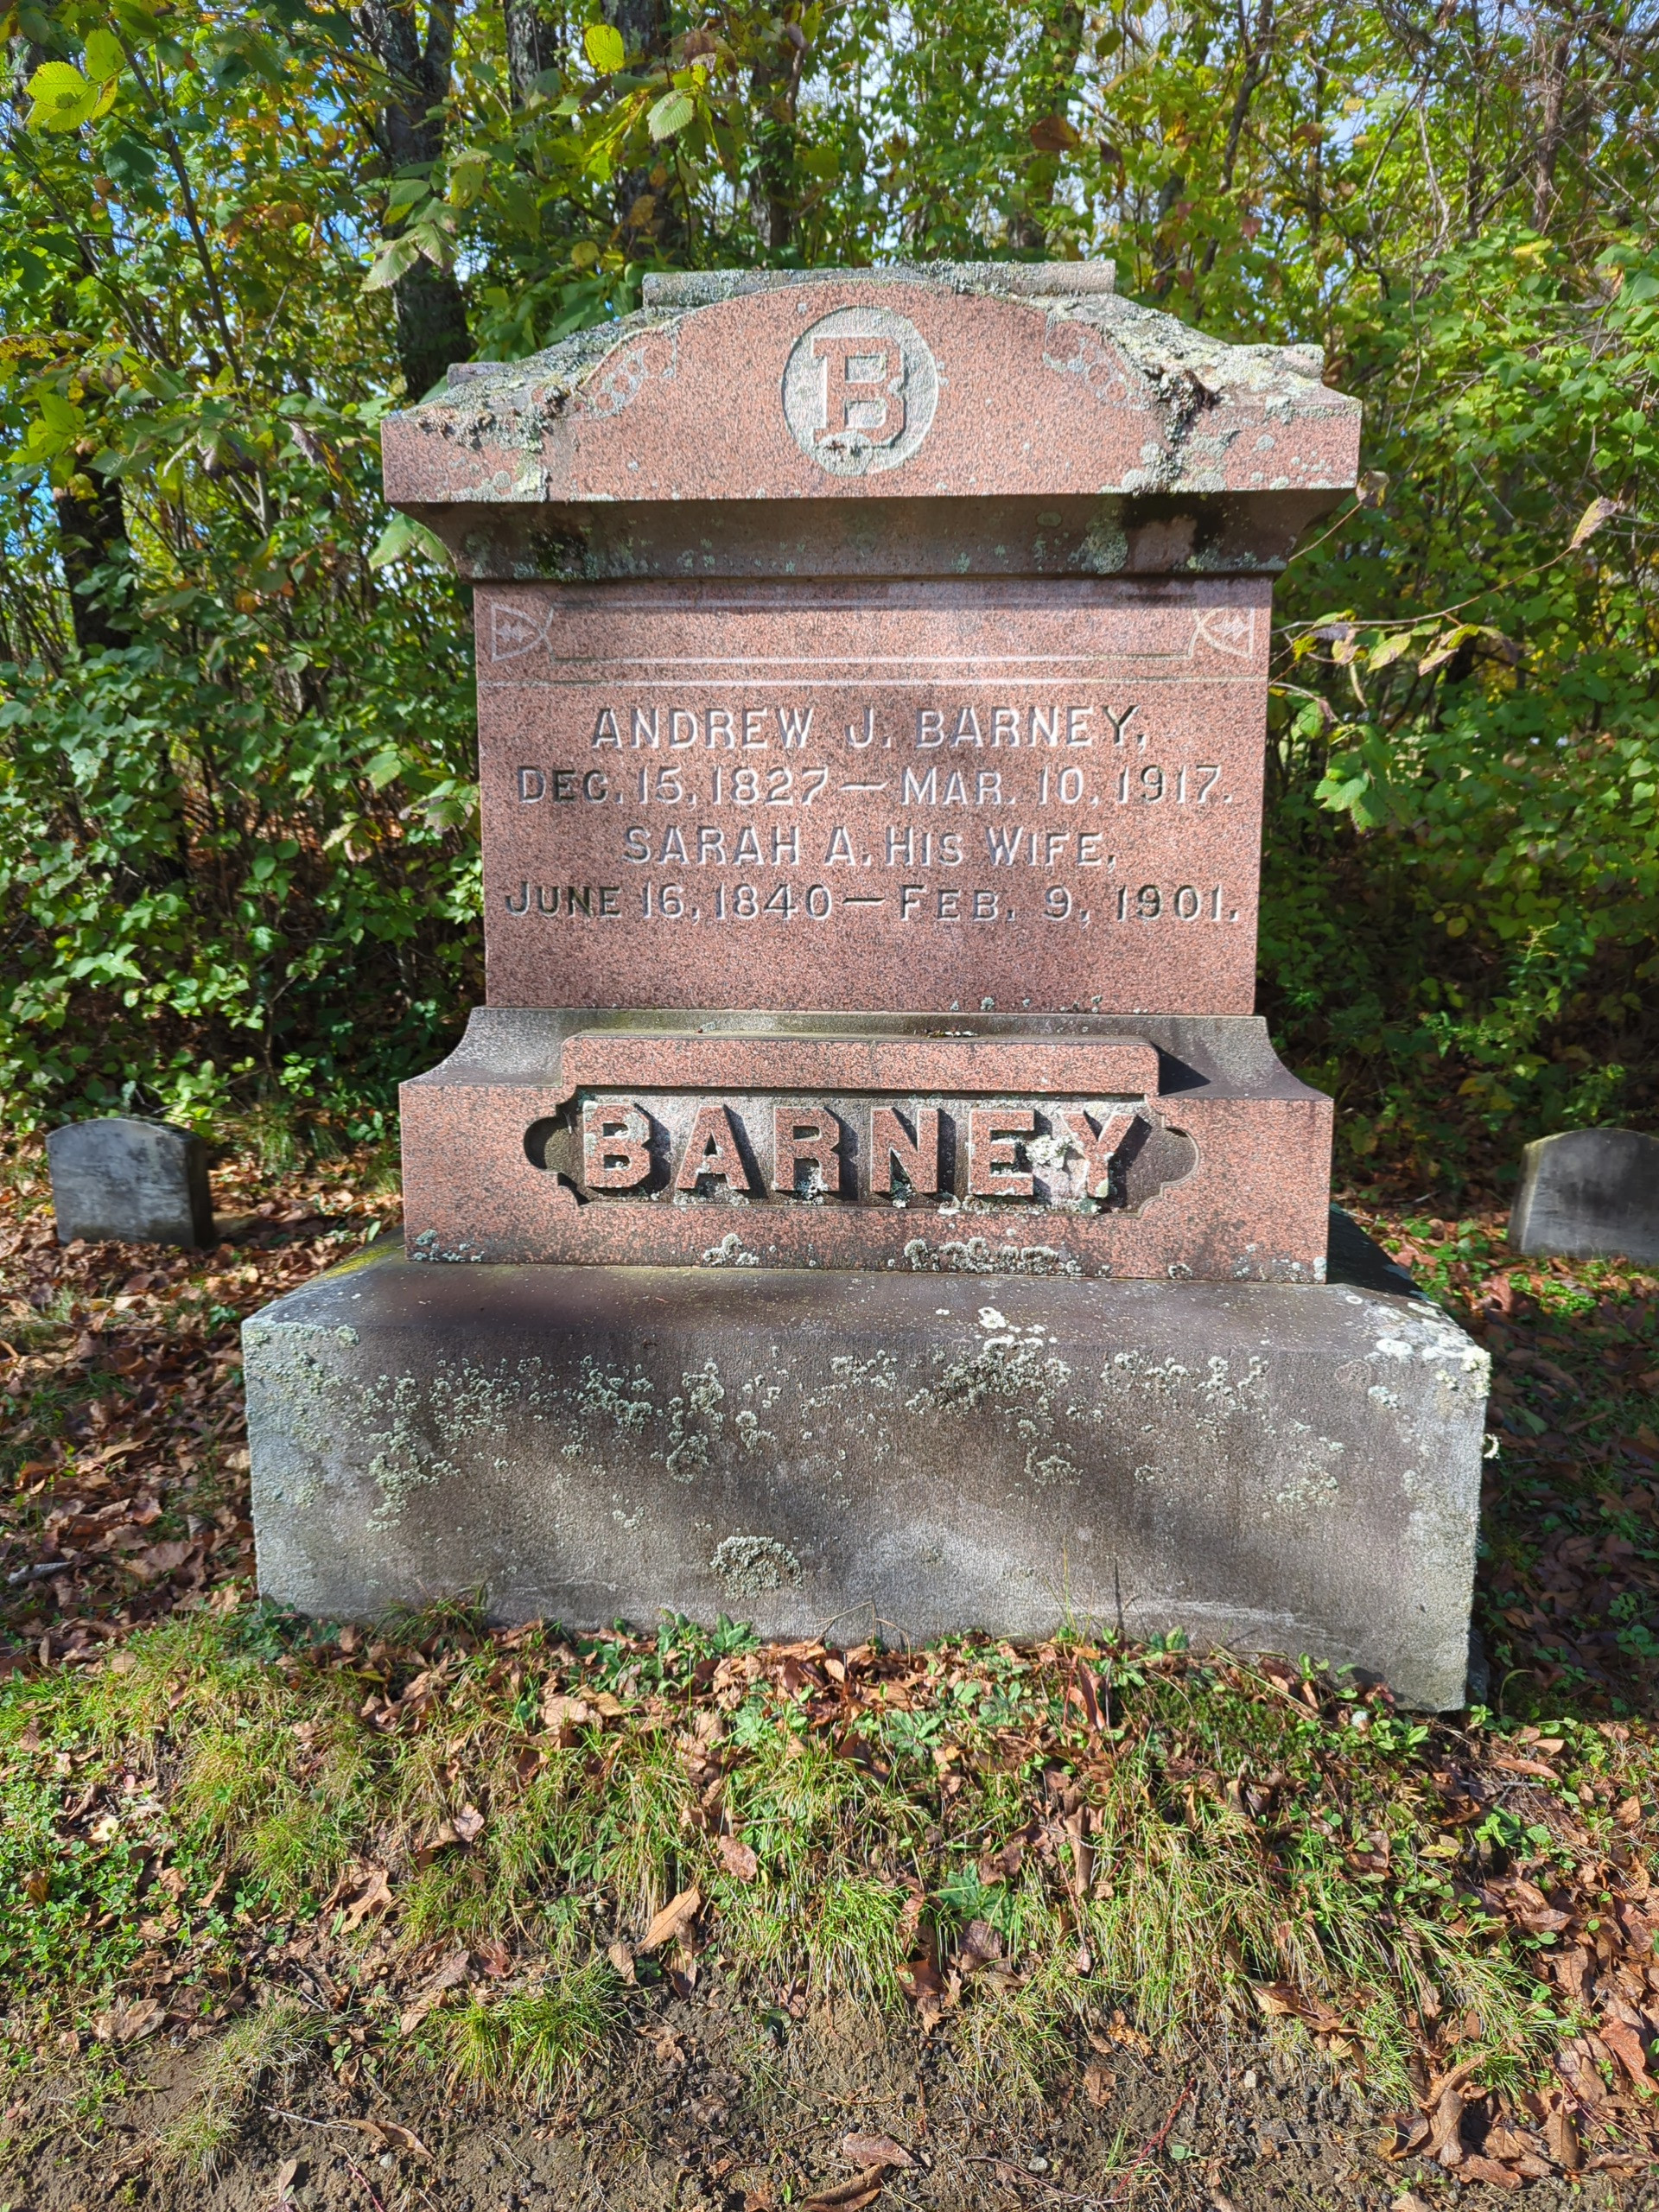 B
ANDREW J. BARNEY,
DEC. 15, 1827 — MAR. 10, 1917.
SARAH A. HIS WIFE,
JUNE 16, 1840 — FEB. 9, 1901.
BARNEY